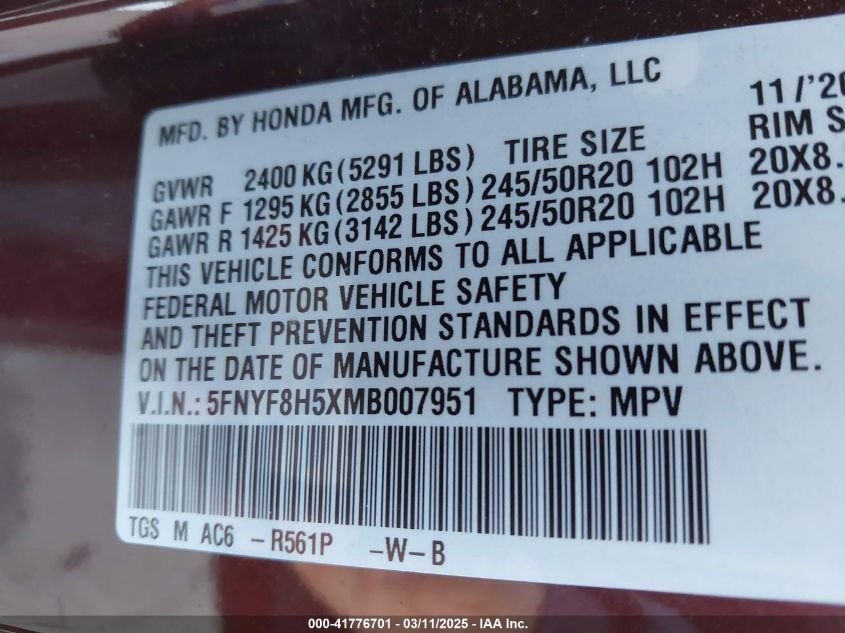 MFD. BY HONDA MFG. OF ALABAMA, LLC 11/'20
GVWR 2400 KG (5291 LBS) TIRE SIZE RIM S
GAWR F 1295 KG (2855 LBS) 245/50R20 102H 20X8.
GAWR R 1425 KG (3142 LBS) 245/50R20 102H 20X8.
THIS VEHICLE CONFORMS TO ALL APPLICABLE
FEDERAL MOTOR VEHICLE SAFETY
AND THEFT PREVENTION STANDARDS IN EFFECT
ON THE DATE OF MANUFACTURE SHOWN ABOVE.
V.I.N.: 5FNYF8H5XMB007951 TYPE: MPV
TGS M AC6 -R561P -W-B
000-41776701 - 03/11/2025 - IAA Inc.